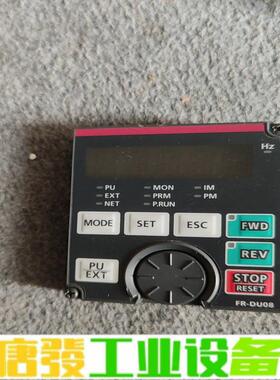 Hz
PU MON IM
EXT PRM PM
NET P.RUN
MODE SET ESC FWD
REV
PU
EXT
STOP
RESET
FR-DU08
唐發工业设备